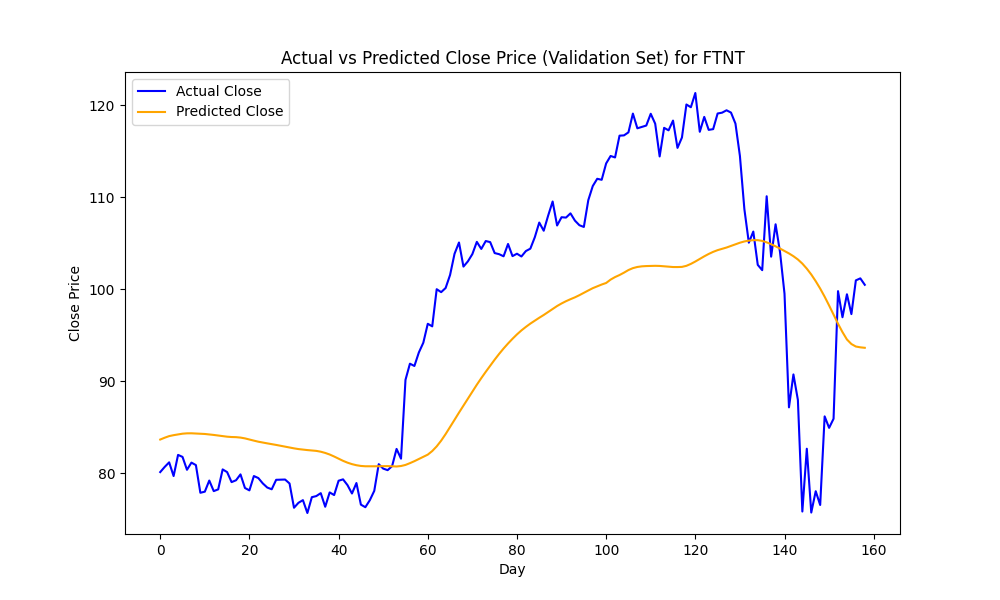 Actual vs Predicted Close Price (Validation Set) for FTNT
Actual Close
Predicted Close
120
110
100
90
80
Close Price
0 20 40 60 80 100 120 140 160
Day